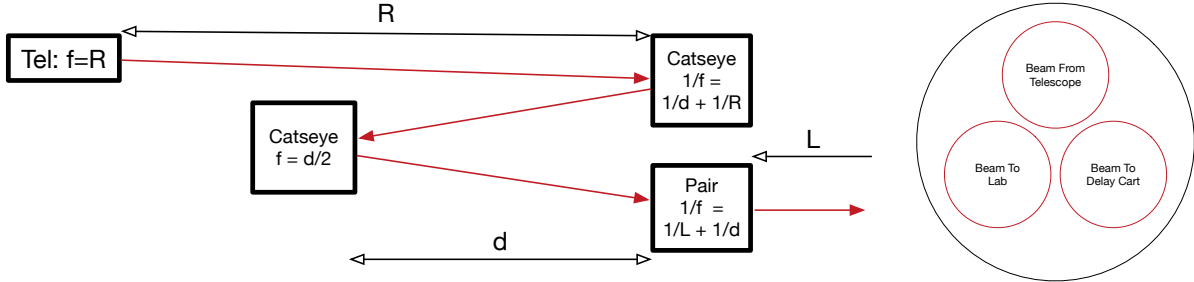 R
Tel: f=R
Catseye
1/f =
1/d + 1/R
Catseye
f = d/2
L
Pair
1/f =
1/L + 1/d
d
Beam From
Telescope
Beam To
Lab
Beam To
Delay Cart